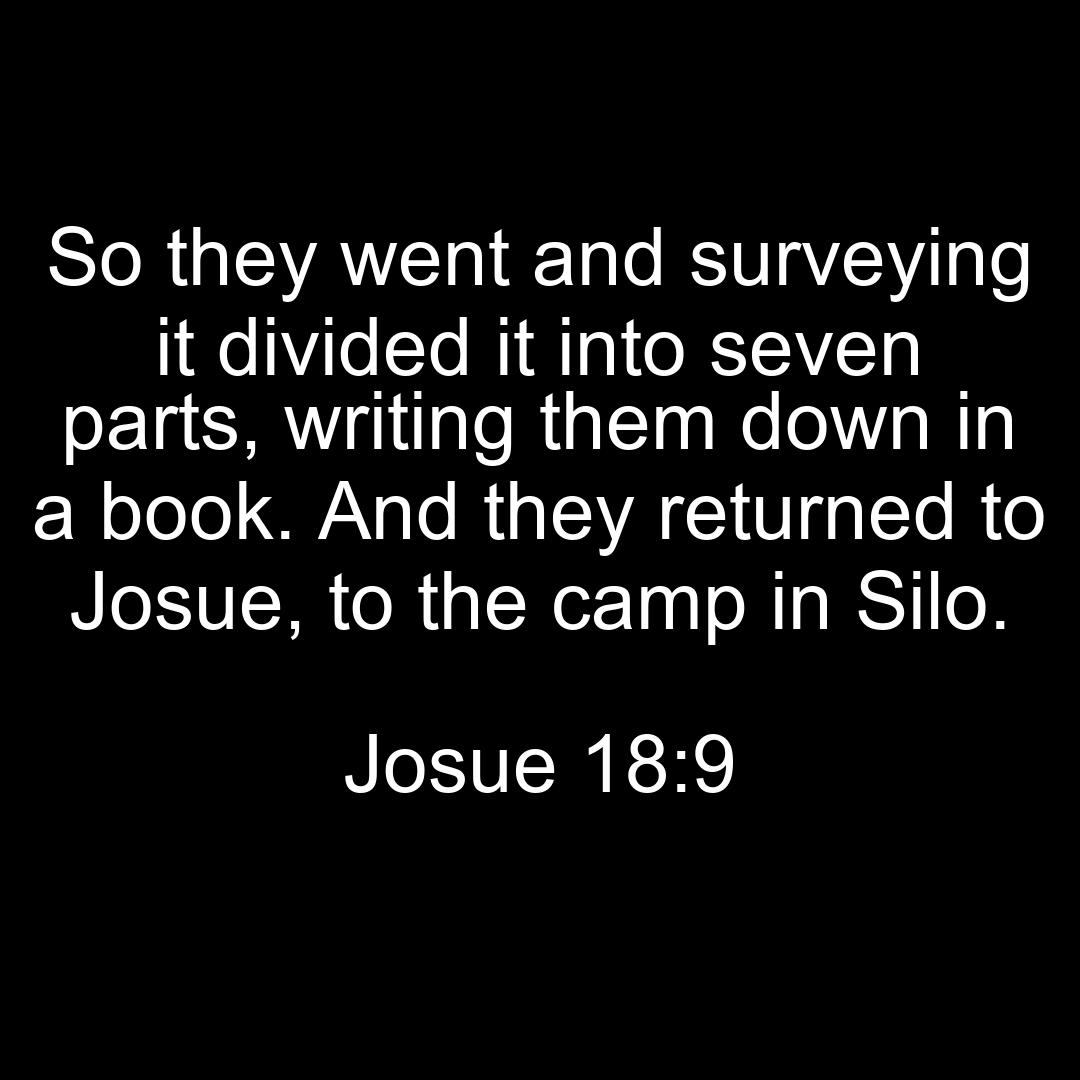 So they went and surveying
it divided it into seven
parts, writing them down in
a book. And they returned to
Josue, to the camp in Silo.
Josue 18:9